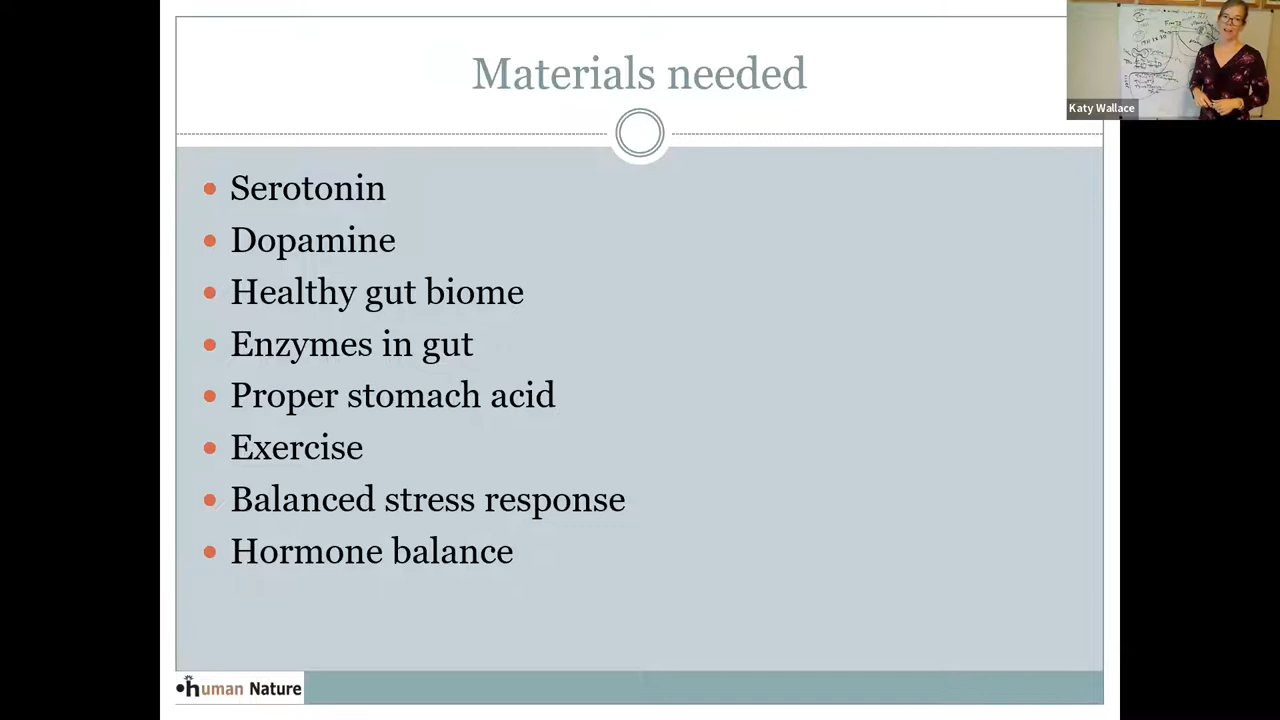 Materials needed
Katy Wallace
Serotonin
Dopamine
Healthy gut biome
Enzymes in gut
Proper stomach acid
Exercise
Balanced stress response
Hormone balance
human Nature